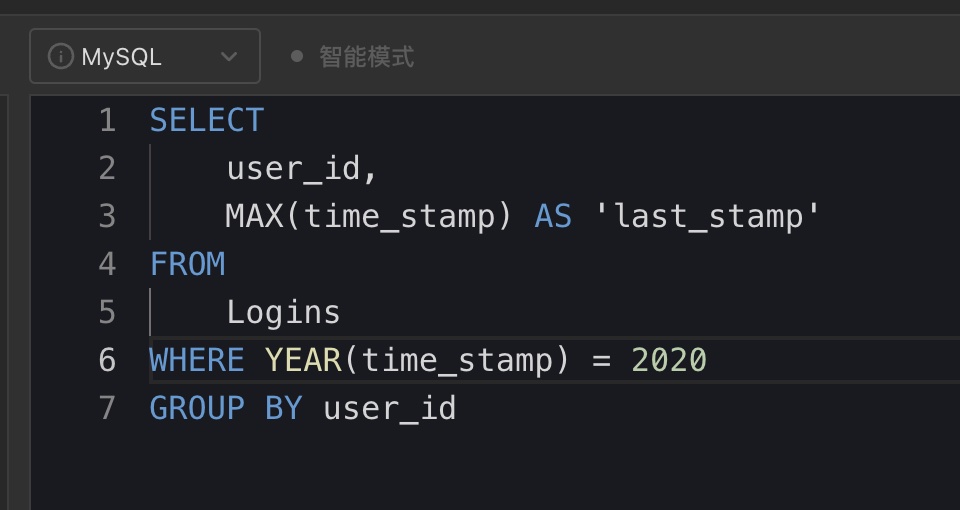 MySQL 智能模式
1 SELECT
2 user_id,
3 MAX(time_stamp) AS 'last_stamp'
4 FROM
5 Logins
6 WHERE YEAR(time_stamp) = 2020
7 GROUP BY user_id